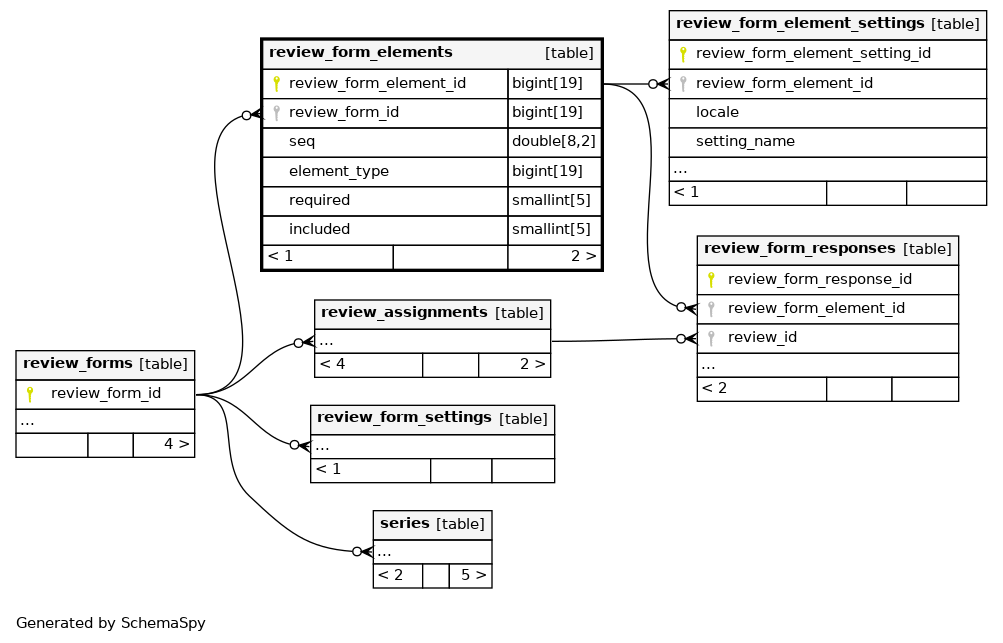 review_form_elements [table]
review_form_element_id bigint[19]
review_form_id bigint[19]
seq double[8,2]
element_type bigint[19]
required smallint[5]
included smallint[5]
< 1 2 >
review_form_element_settings [table]
review_form_element_setting_id
review_form_element_id
locale
setting_name
...
< 1
review_form_responses [table]
review_form_response_id
review_form_element_id
review_id
...
< 2
review_assignments [table]
...
< 4 2 >
review_forms [table]
review_form_id
...
4 >
review_form_settings [table]
...
< 1
series [table]
...
< 2 5 >
Generated by SchemaSpy